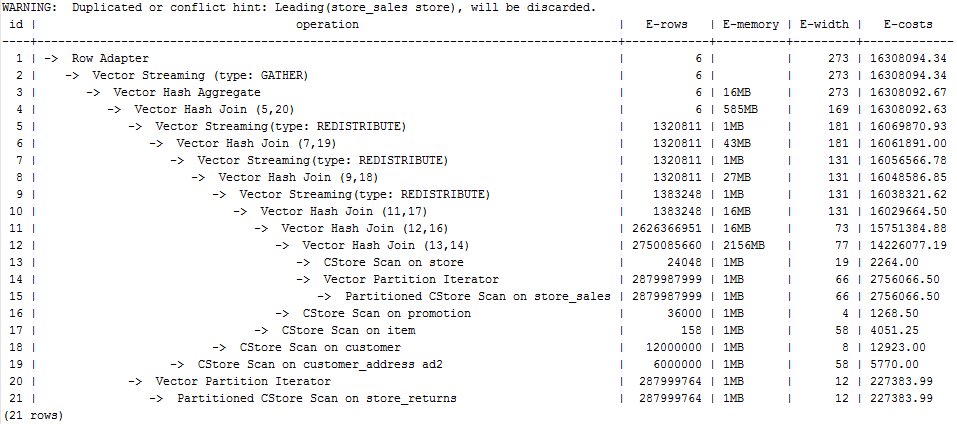 WARNING:  Duplicated or conflict hint: Leading(store_sales store), will be discarded.
 id |                                      operation                                      |   E-rows   | E-memory | E-width |   E-costs
----+-------------------------------------------------------------------------------------+------------+----------+---------+-------------
  1 | ->  Row Adapter                                                                     |          6 |          |     273 | 16308094.34
  2 |    ->  Vector Streaming (type: GATHER)                                              |          6 |          |     273 | 16308094.34
  3 |       ->  Vector Hash Aggregate                                                     |          6 | 16MB     |     273 | 16308092.67
  4 |          ->  Vector Hash Join (5,20)                                                |          6 | 585MB    |     169 | 16308092.63
  5 |             ->  Vector Streaming(type: REDISTRIBUTE)                                |    1320811 | 1MB      |     181 | 16069870.93
  6 |                ->  Vector Hash Join (7,19)                                          |    1320811 | 43MB     |     181 | 16061891.00
  7 |                   ->  Vector Streaming(type: REDISTRIBUTE)                          |    1320811 | 1MB      |     131 | 16056566.78
  8 |                      ->  Vector Hash Join (9,18)                                    |    1320811 | 27MB     |     131 | 16048586.85
  9 |                         ->  Vector Streaming(type: REDISTRIBUTE)                    |    1383248 | 1MB      |     131 | 16038321.62
 10 |                            ->  Vector Hash Join (11,17)                             |    1383248 | 16MB     |     131 | 16029664.50
 11 |                               ->  Vector Hash Join (12,16)                          | 2626366951 | 16MB     |      73 | 15751384.88
 12 |                                  ->  Vector Hash Join (13,14)                       | 2750085660 | 2156MB   |      77 | 14226077.19
 13 |                                     ->  CStore Scan on store                        |      24048 | 1MB      |      19 | 2264.00
 14 |                                     ->  Vector Partition Iterator                   | 2879987999 | 1MB      |      66 | 2756066.50
 15 |                                        ->  Partitioned CStore Scan on store_sales   | 2879987999 | 1MB      |      66 | 2756066.50
 16 |                                  ->  CStore Scan on promotion                       |      36000 | 1MB      |       4 | 1268.50
 17 |                               ->  CStore Scan on item                               |        158 | 1MB      |      58 | 4051.25
 18 |                         ->  CStore Scan on customer                                 |   12000000 | 1MB      |       8 | 12923.00
 19 |                   ->  CStore Scan on customer_address ad2                           |    6000000 | 1MB      |      58 | 5770.00
 20 |             ->  Vector Partition Iterator                                           |  287999764 | 1MB      |      12 | 227383.99
 21 |                ->  Partitioned CStore Scan on store_returns                         |  287999764 | 1MB      |      12 | 227383.99
(21 rows)